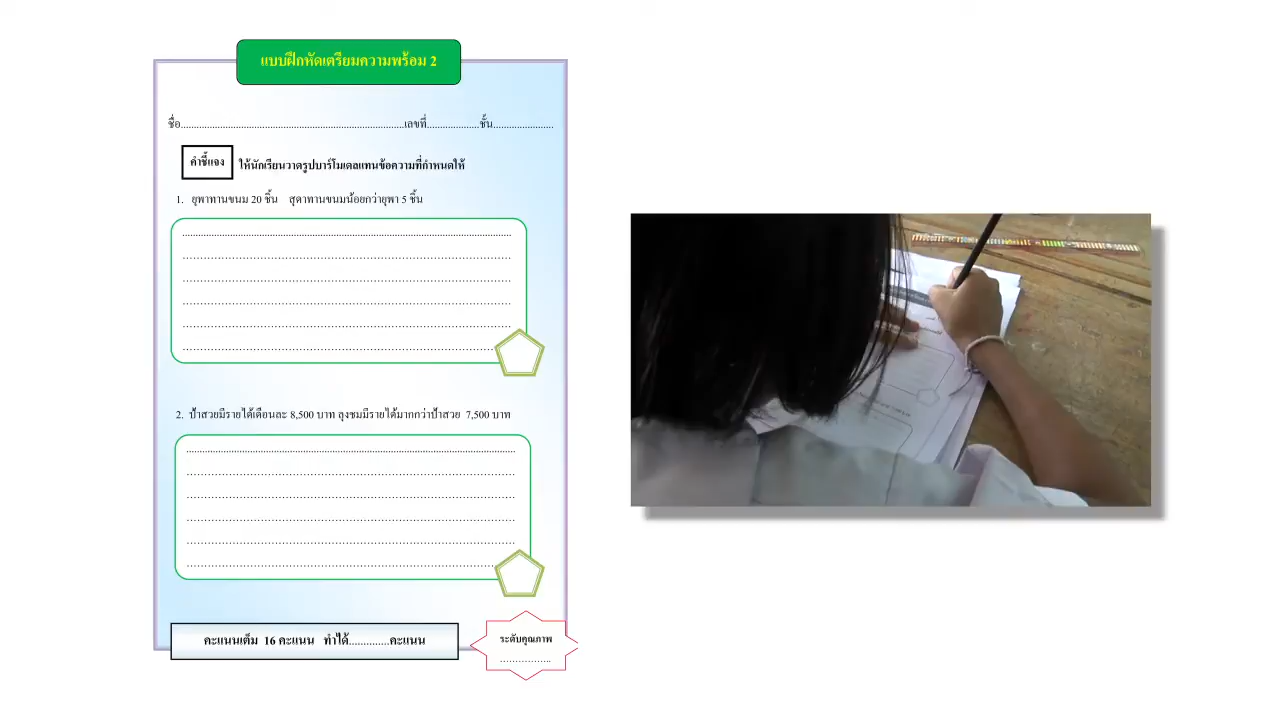 แบบฝึกหัดเตรียมความพร้อม 2
ชื่อ...........................................................................เลขที่..................ชั้น.....................
คำชี้แจง ให้นักเรียนวาดรูปบาร์โมเดลแทนข้อความที่กำหนดให้
1. ยุพาทานขนม 20 ชิ้น สุดาทานขนมน้อยกว่ายุพา 5 ชิ้น
2. ป้าสวยมีรายได้เดือนละ 8,500 บาท ลุงชมมีรายได้มากกว่าป้าสวย 7,500 บาท
คะแนนเต็ม 16 คะแนน ทำได้..............คะแนน
ระดับคุณภาพ
……………..